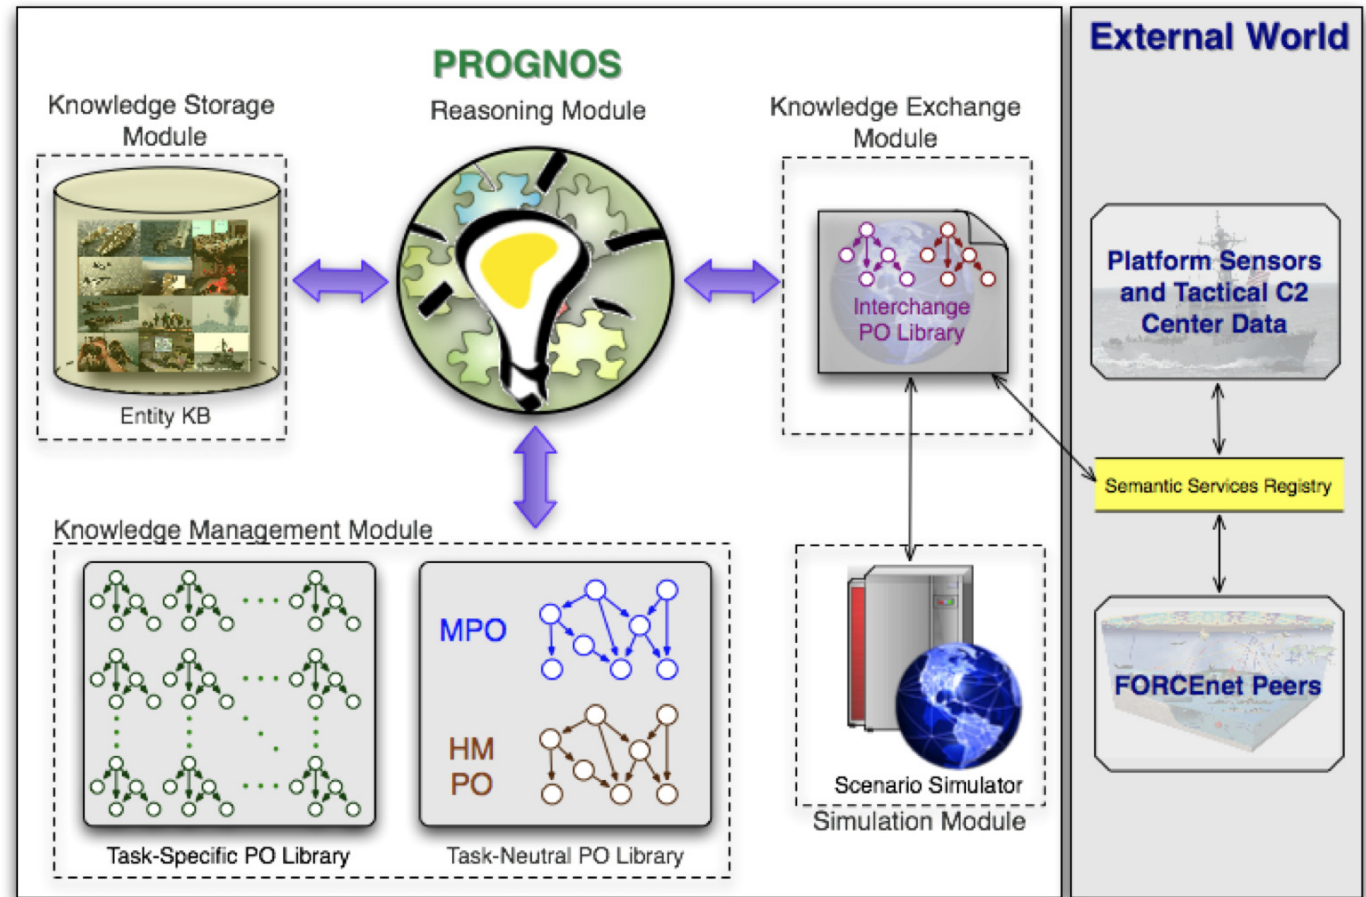 PROGNOS
External World
Knowledge Storage
Module
Reasoning Module
Knowledge Exchange
Module
Entity KB
Interchange
PO Library
Platform Sensors
and Tactical C2
Center Data
Semantic Services Registry
FORCEnet Peers
Knowledge Management Module
MPO
HM
PO
Task-Specific PO Library
Task-Neutral PO Library
Scenario Simulator
Simulation Module